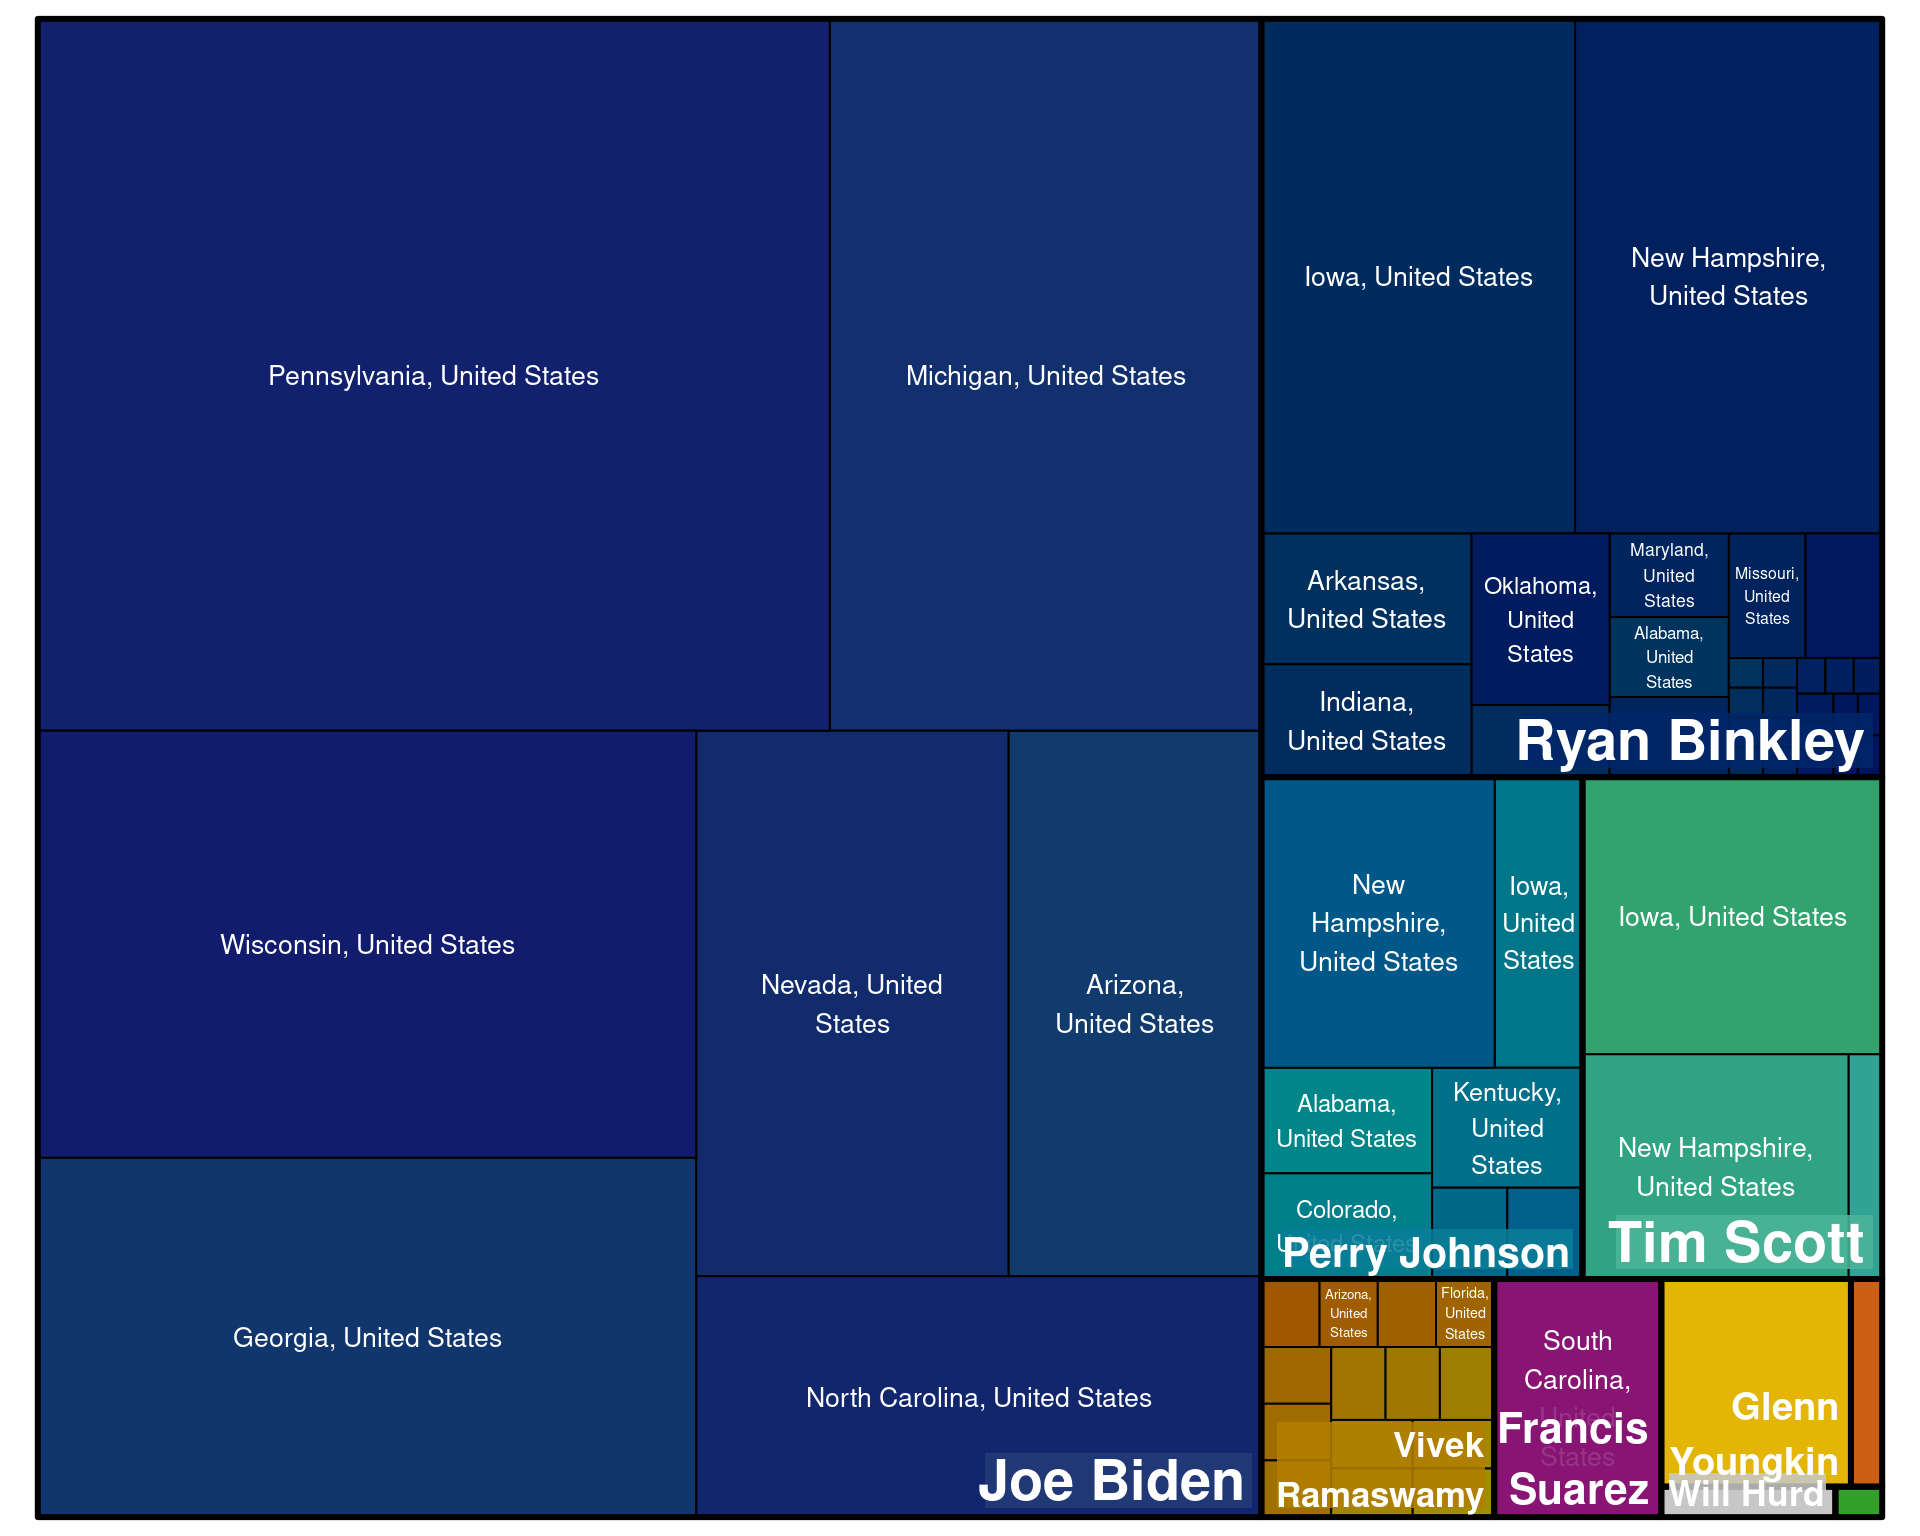 Pennsylvania, United States
Michigan, United States
Wisconsin, United States
Nevada, United
States
Arizona,
United States
Georgia, United States
North Carolina, United States
Joe Biden
Iowa, United States
New Hampshire,
United States
Arkansas,
United States
Indiana,
United States
Oklahoma,
United
States
Maryland,
United
States
Alabama,
United
States
Missouri,
United
States
Ryan Binkley
New
Hampshire,
United States
Iowa,
United
States
Alabama,
United States
Kentucky,
United
States
Colorado,
United States
Perry Johnson
Iowa, United States
New Hampshire,
United States
Tim Scott
Arizona,
United
States
Florida,
United
States
Vivek
Ramaswamy
South
Carolina,
United
States
Francis
Suarez
Glenn
Youngkin
Will Hurd